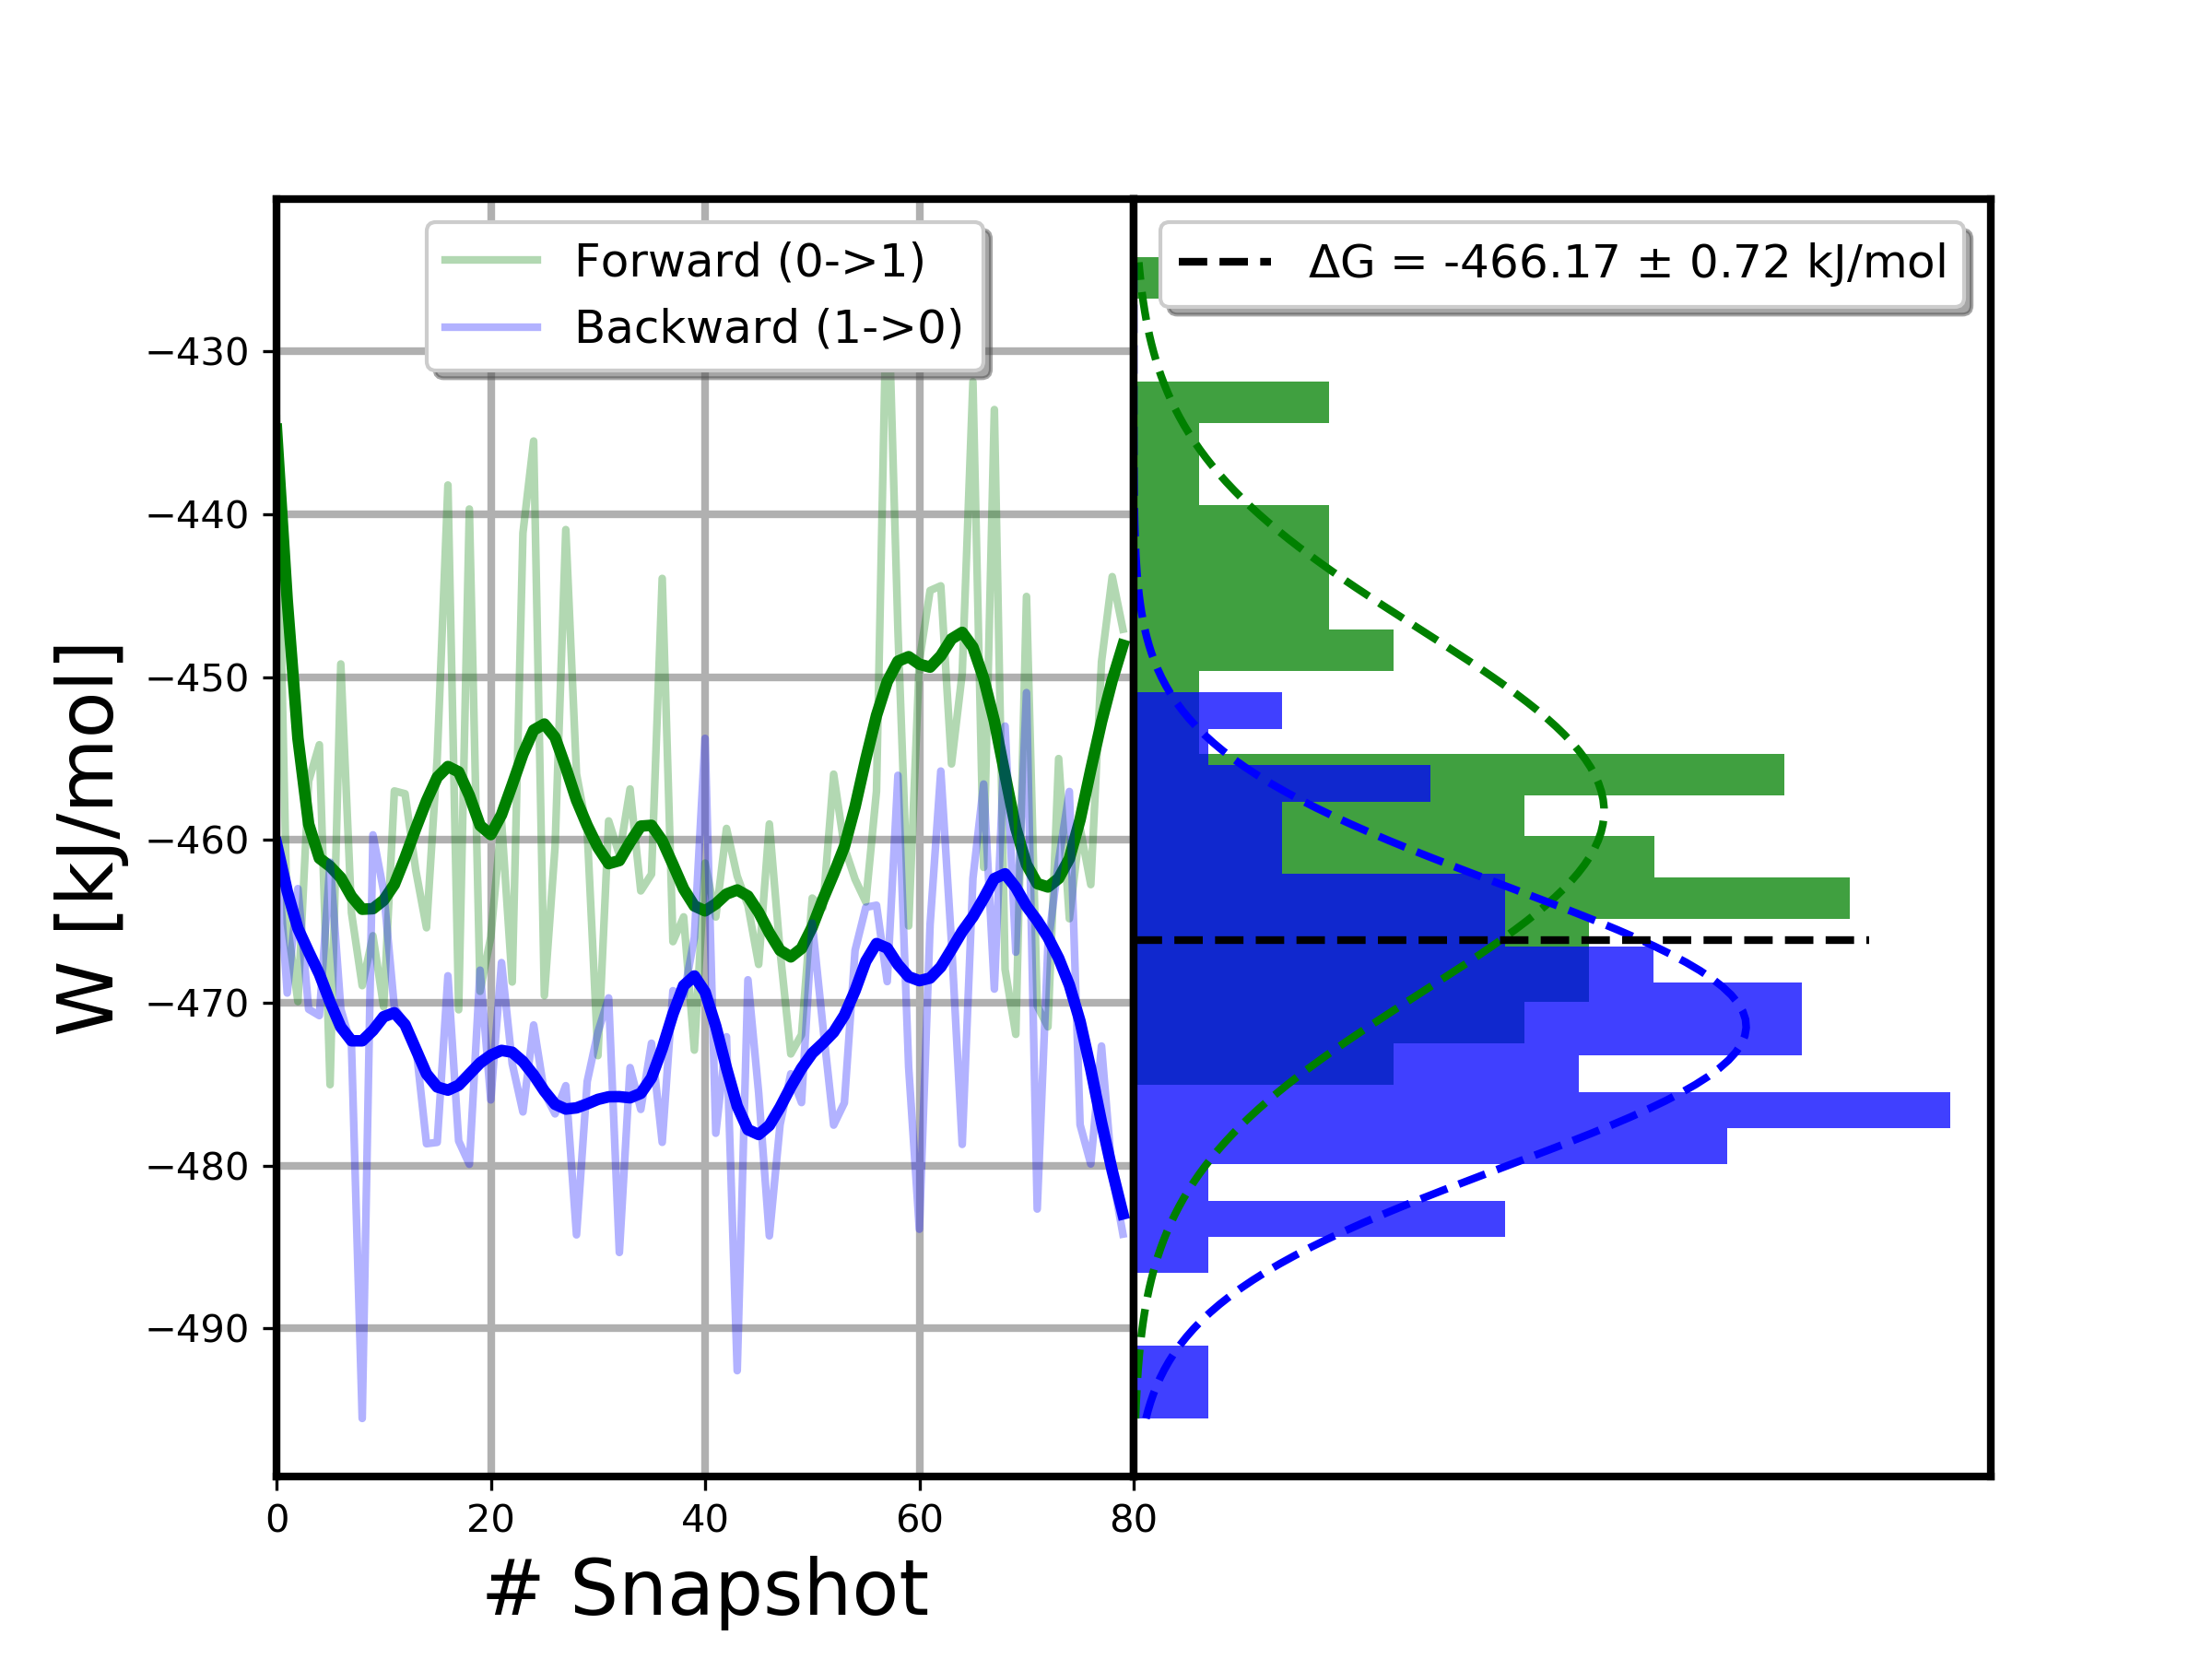 Forward (0->1)
Backward (1->0)
ΔG = -466.17 ± 0.72 kJ/mol
W [kJ/mol]
−430
−440
−450
−460
−470
−480
−490
0 20 40 60 80
# Snapshot